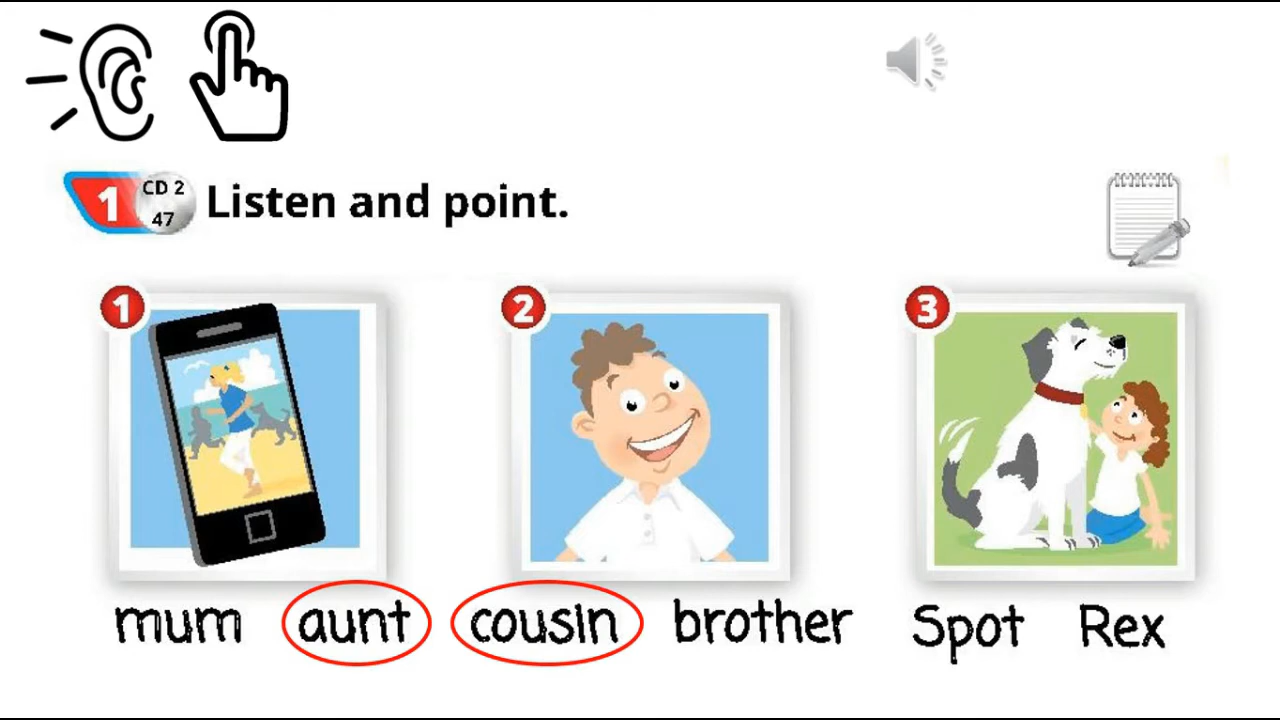 1 CD 2 47 Listen and point.
1 2 3
mum aunt cousin brother Spot Rex